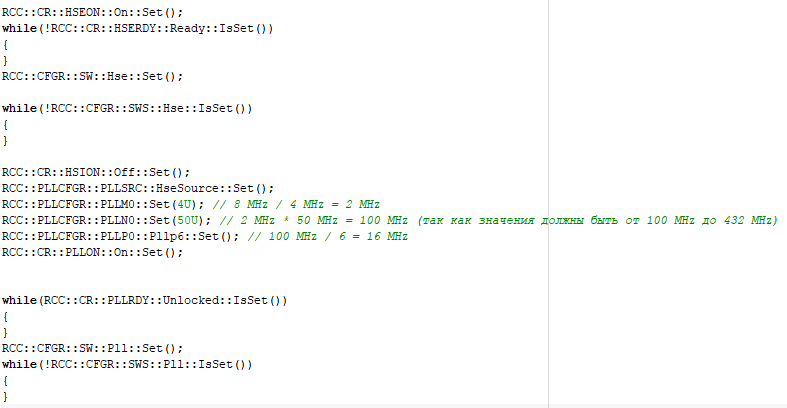 RCC::CR::HSEON::On::Set();
while(!RCC::CR::HSERDY::Ready::IsSet())
{
}
RCC::CFGR::SW::Hse::Set();
while(!RCC::CFGR::SWS::Hse::IsSet())
{
}
RCC::CR::HSION::Off::Set();
RCC::PLLCFGR::PLLSRC::HseSource::Set();
RCC::PLLCFGR::PLLM0::Set(4U); // 8 MHz / 4 MHz = 2 MHz
RCC::PLLCFGR::PLLN0::Set(50U); // 2 MHz * 50 MHz = 100 MHz (так как значения должны быть от 100 MHz до 432 MHz)
RCC::PLLCFGR::PLLP0::Pllp6::Set(); // 100 MHz / 6 = 16 MHz
RCC::CR::PLLON::On::Set();
while(RCC::CR::PLLRDY::Unlocked::IsSet())
{
}
RCC::CFGR::SW::Pll::Set();
while(!RCC::CFGR::SWS::Pll::IsSet())
{
}